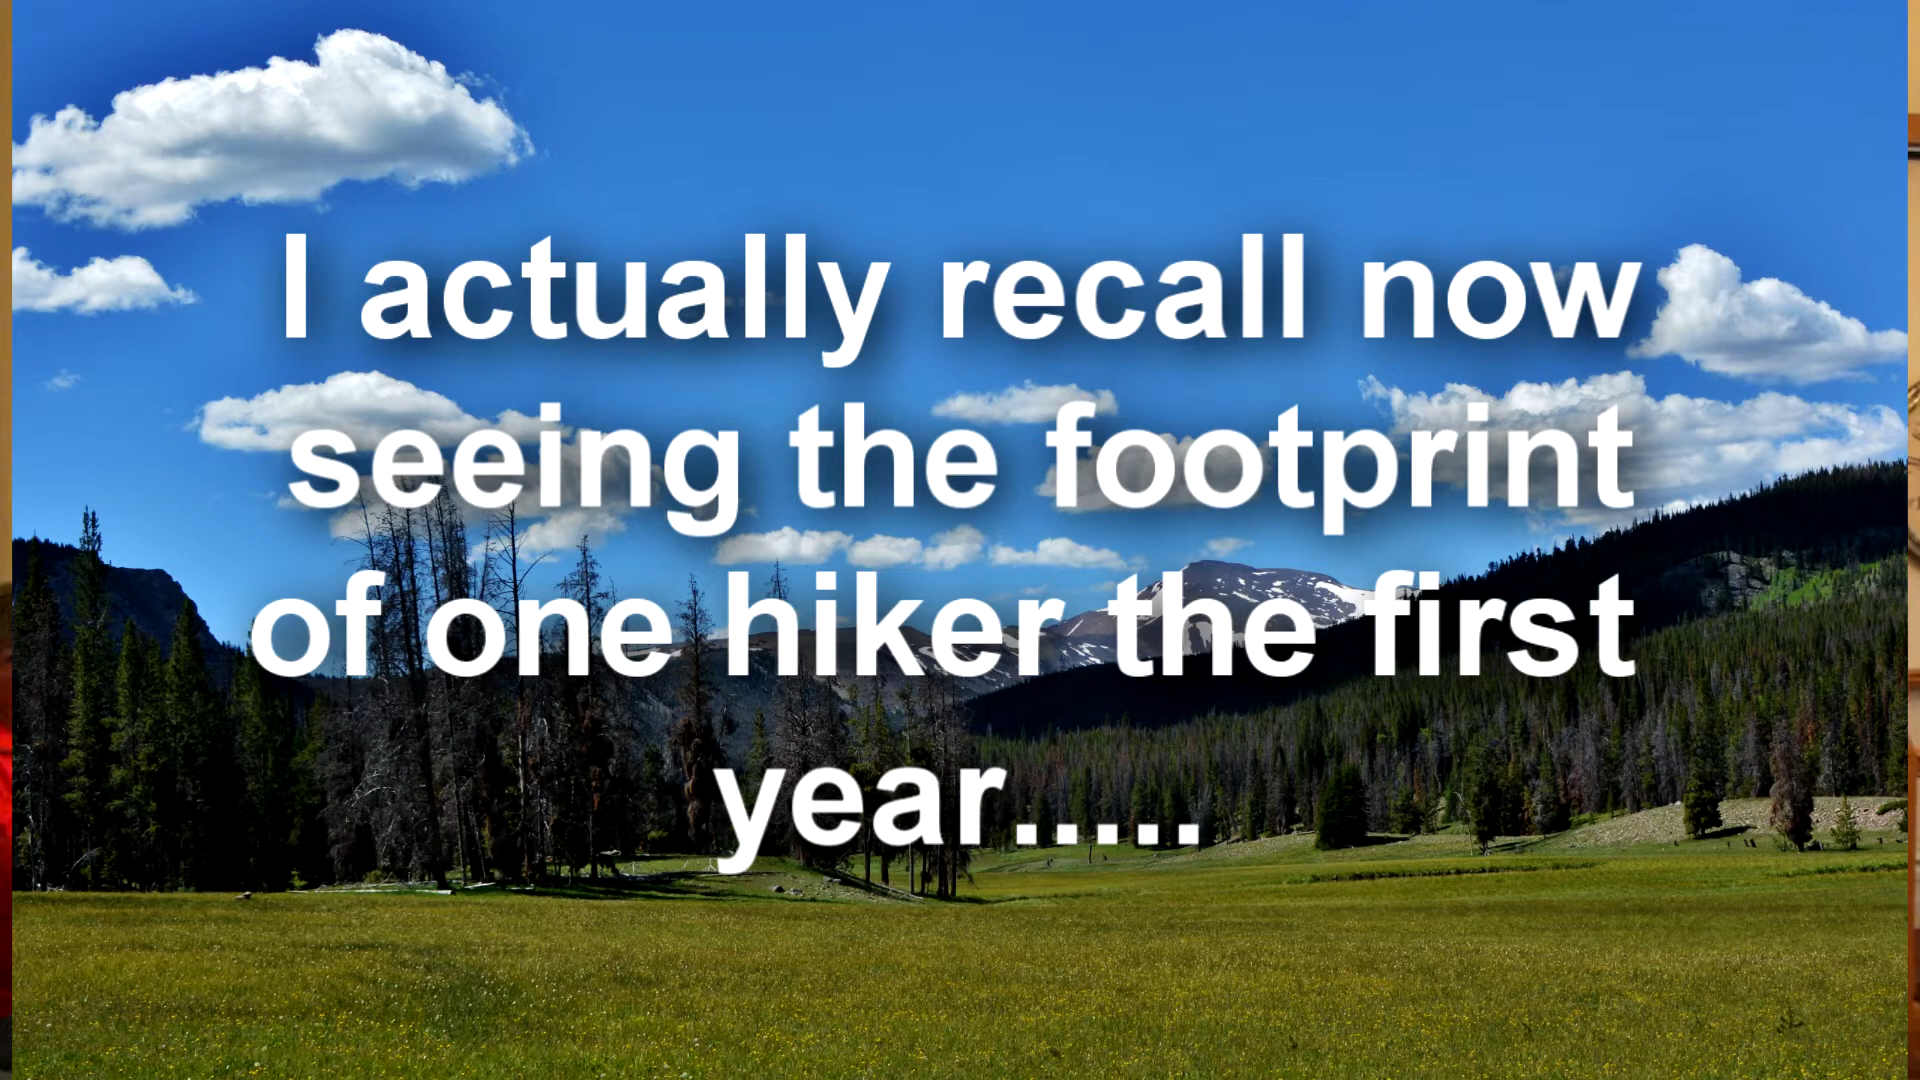 I actually recall now
seeing the footprint
of one hiker the first
year.....